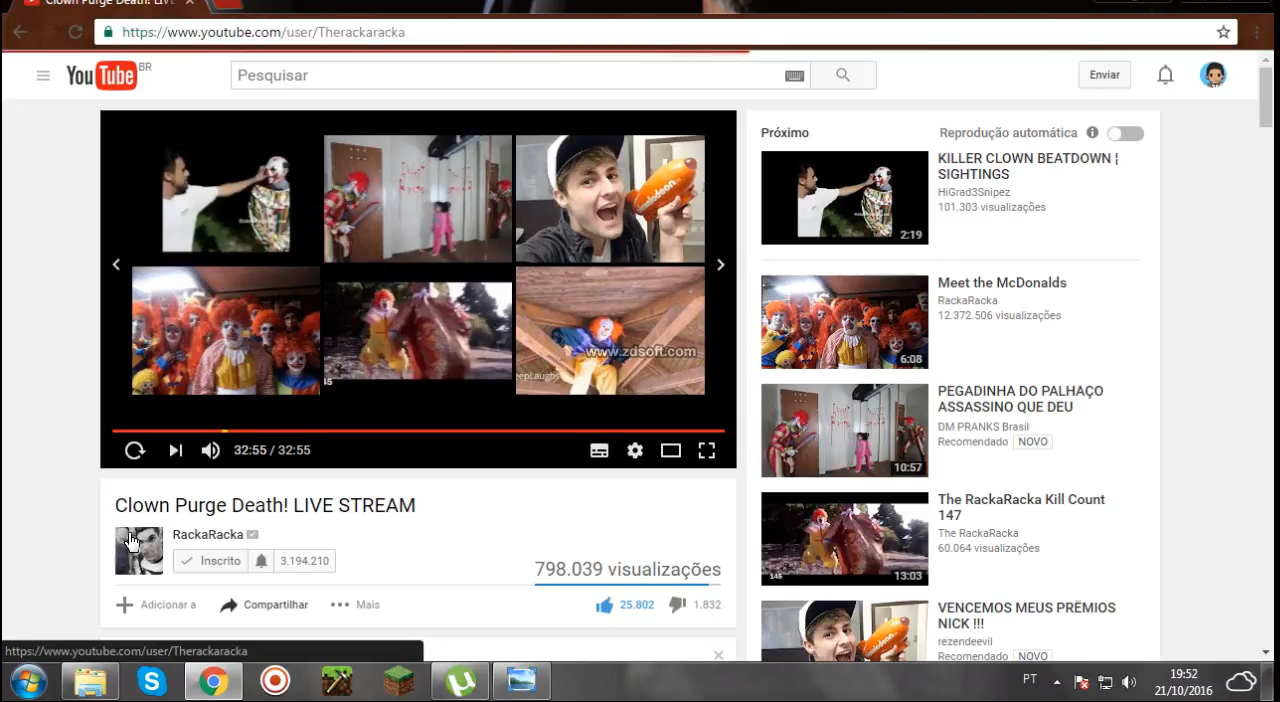 Clown Purge Death! LIVE
https://www.youtube.com/user/Therackaracka
YouTube BR
Pesquisar
Enviar
www.zdsoft.com
eepLaughs
145
32:55 / 32:55
Clown Purge Death! LIVE STREAM
RackaRacka
Inscrito
3.194.210
798.039 visualizações
Adicionar a
Compartilhar
Mais
25.802
1.832
https://www.youtube.com/user/Therackaracka
Próximo
Reprodução automática
2:19
KILLER CLOWN BEATDOWN ¦
SIGHTINGS
HiGrad3Snipez
101.303 visualizações
6:08
Meet the McDonalds
RackaRacka
12.372.506 visualizações
10:57
PEGADINHA DO PALHAÇO
ASSASSINO QUE DEU
DM PRANKS Brasil
Recomendado NOVO
145
13:03
The RackaRacka Kill Count
147
The RackaRacka
60.064 visualizações
VENCEMOS MEUS PRÊMIOS
NICK !!!
rezendeevil
Recomendado NOVO
PT
19:52
21/10/2016